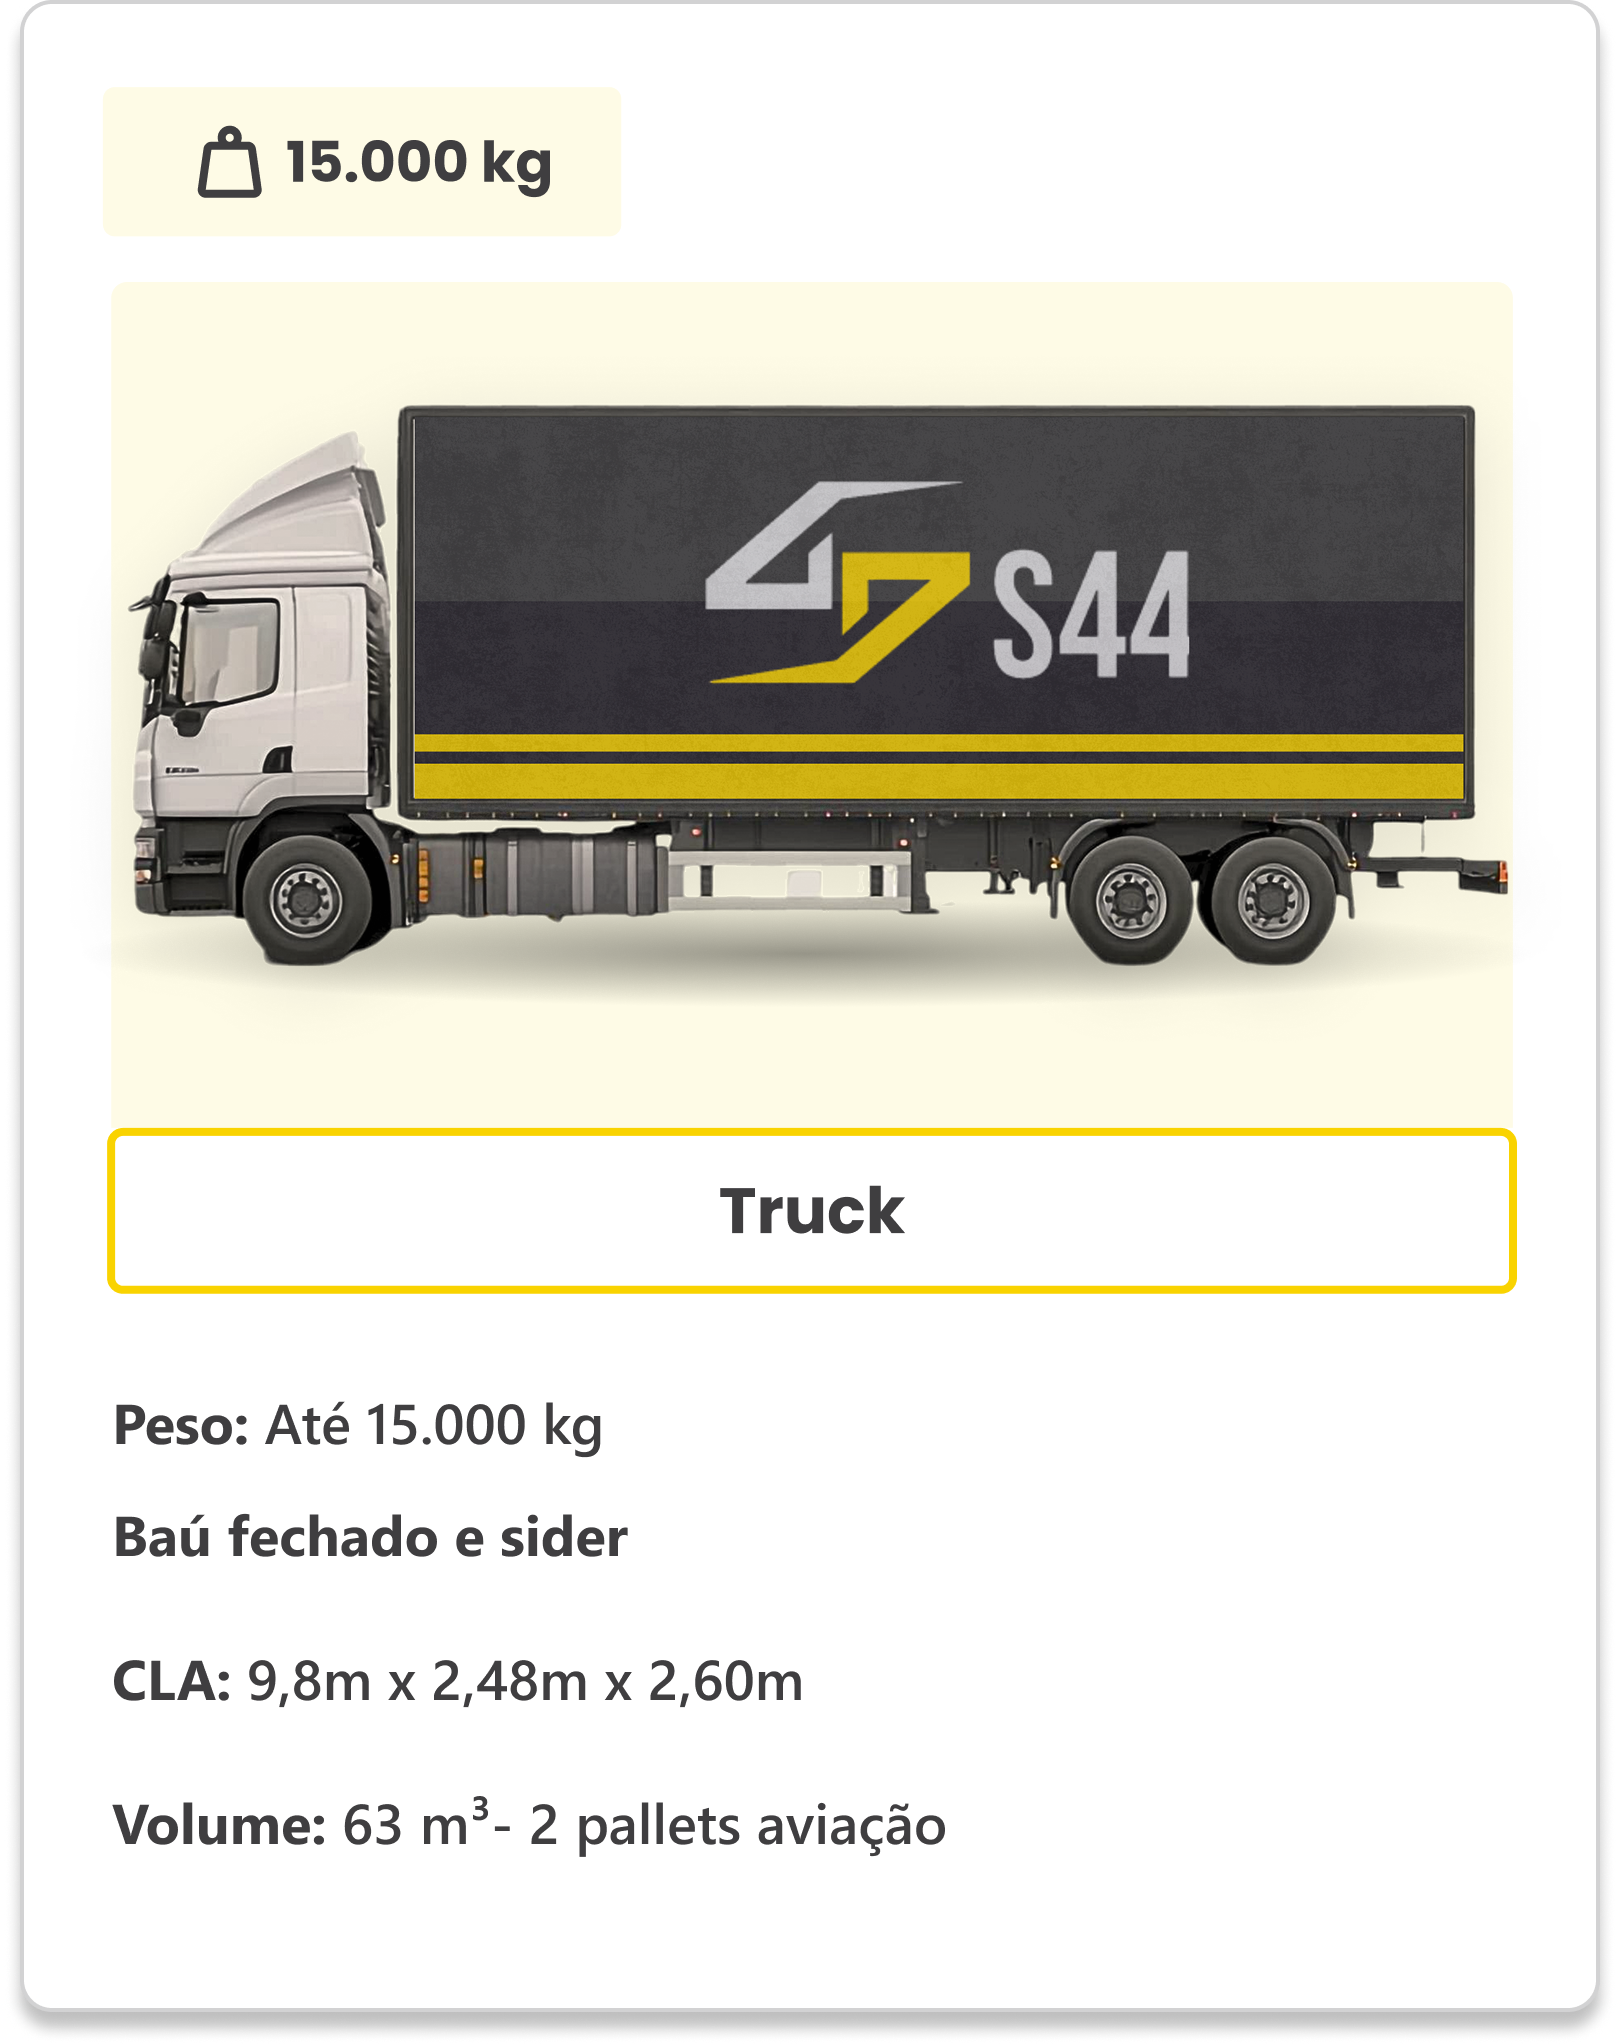 15.000 kg
S44
Truck
Peso: Até 15.000 kg
Baú fechado e sider
CLA: 9,8m x 2,48m x 2,60m
Volume: 63 m³- 2 pallets aviação